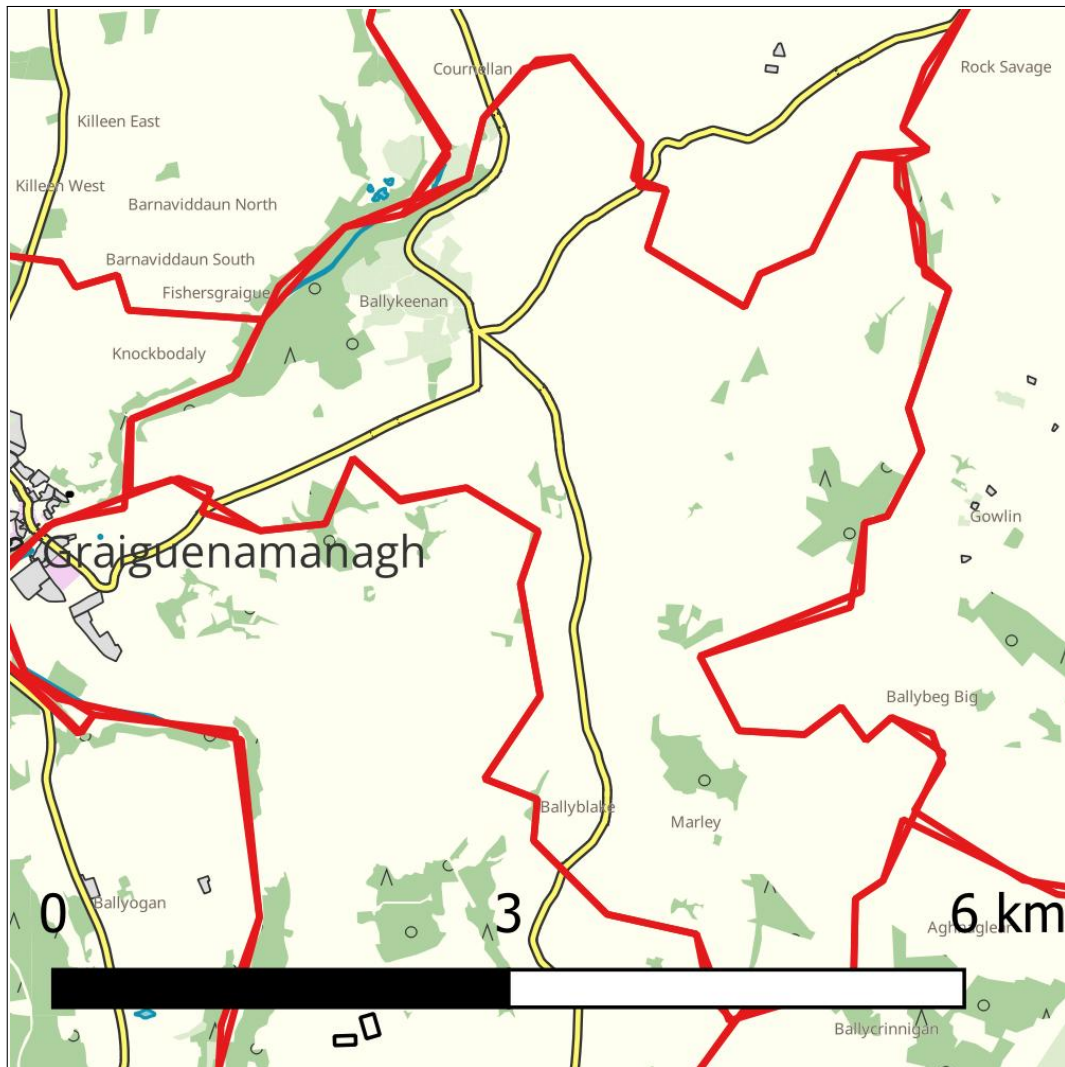 Cournellan
Rock Savage
Killeen East
Killeen West
Barnaviddaun North
Barnaviddaun South
Fishersgraigue
Ballykeenan
Knockbodaly
Gowlin
Graiguenamanagh
Ballybeg Big
Ballyblake
Marley
Ballyogan
0 3 6 km
Ballycrinnigan